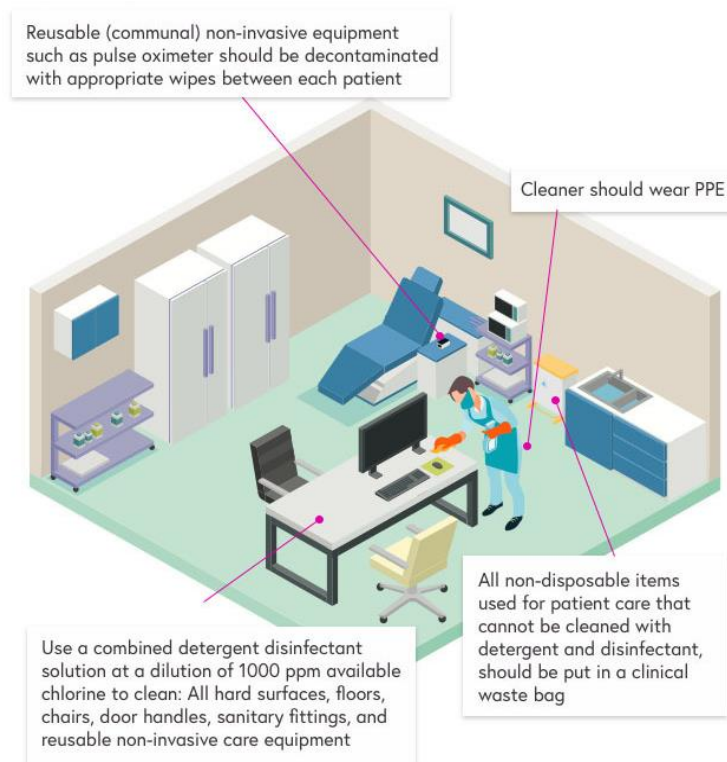 Reusable (communal) non-invasive equipment
such as pulse oximeter should be decontaminated
with appropriate wipes between each patient
Cleaner should wear PPE
All non-disposable items
used for patient care that
cannot be cleaned with
detergent and disinfectant,
should be put in a clinical
waste bag
Use a combined detergent disinfectant
solution at a dilution of 1000 ppm available
chlorine to clean: All hard surfaces, floors,
chairs, door handles, sanitary fittings, and
reusable non-invasive care equipment